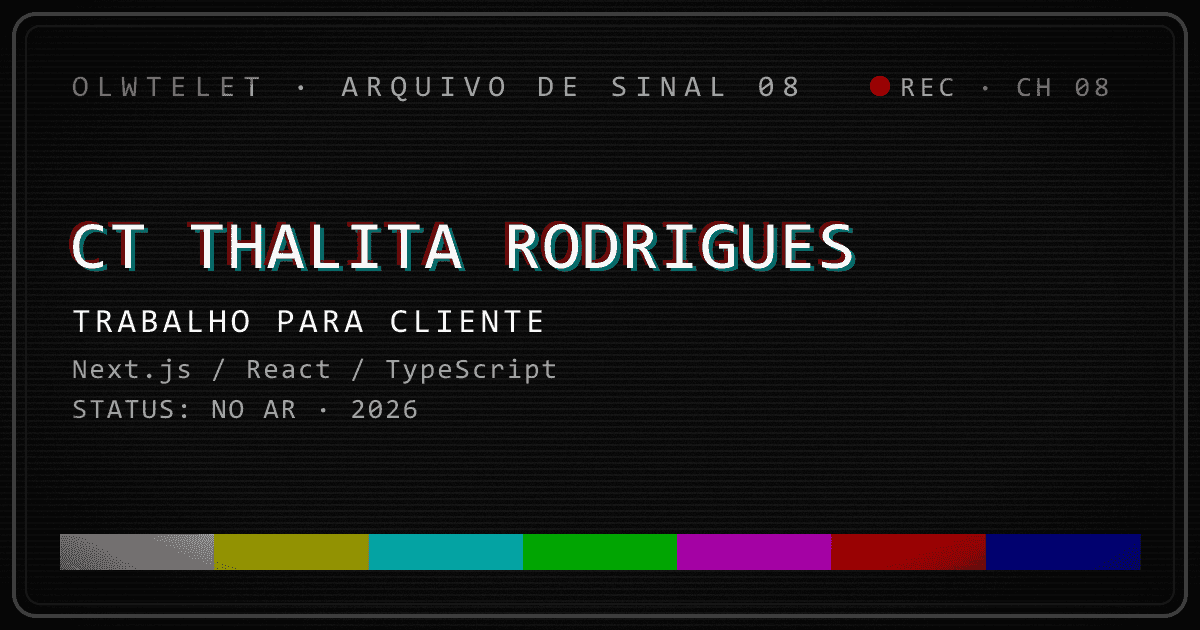 OLWTELET · ARQUIVO DE SINAL 08
REC · CH 08
CT THALITA RODRIGUES
TRABALHO PARA CLIENTE
Next.js / React / TypeScript
STATUS: NO AR · 2026